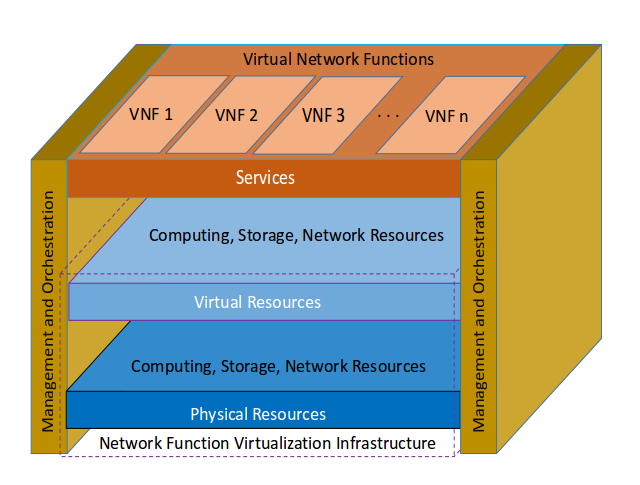 Virtual Network Functions
VNF 1
VNF 2
VNF 3
. . .
VNF n
Services
Management and Orchestration
Computing, Storage, Network Resources
Virtual Resources
Computing, Storage, Network Resources
Physical Resources
Network Function Virtualization Infrastructure
Management and Orchestration